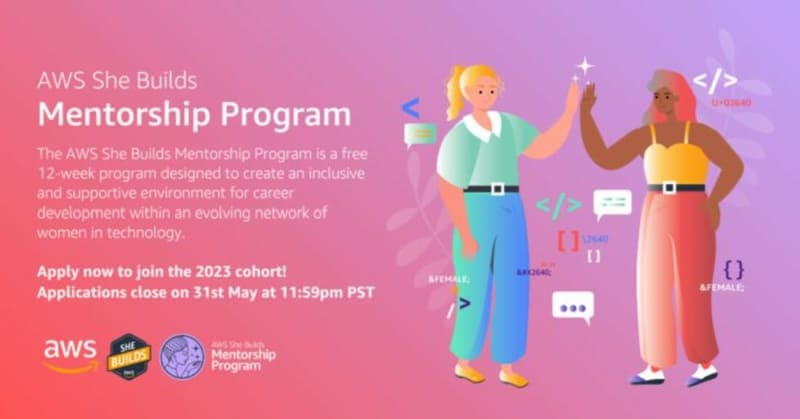 AWS She Builds
Mentorship Program
The AWS She Builds Mentorship Program is a free
12-week program designed to create an inclusive
and supportive environment for career
development within an evolving network of
women in technology.
Apply now to join the 2023 cohort!
Applications close on 31st May at 11:59pm PST
aws
SHE
BUILDS
aws
AWS She Builds
Mentorship
Program
<
</>
U+02640
</>
[ ] \2640
[ ]
&#X2640;
&FEMALE;
/ >
{}
&FEMALE;